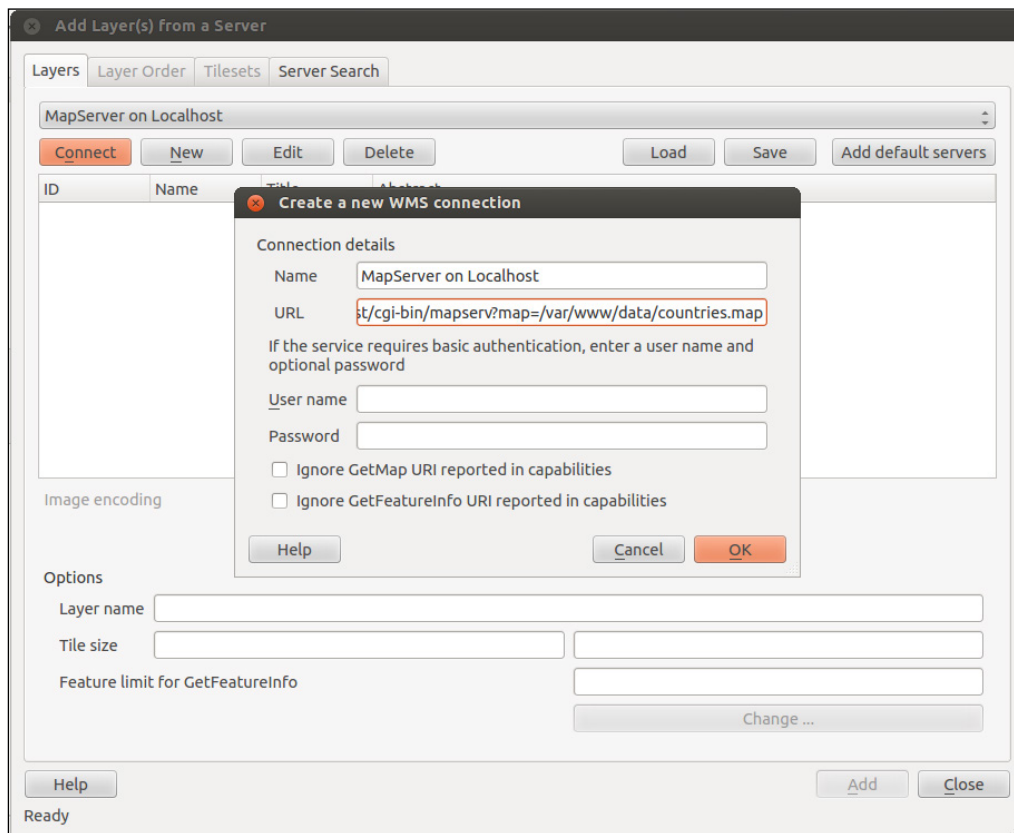 Add Layer(s) from a Server
Layers Layer Order Tilesets Server Search
MapServer on Localhost
Connect New Edit Delete Load Save Add default servers
ID Name
Create a new WMS connection
Connection details
Name MapServer on Localhost
URL t/cgi-bin/mapserv?map=/var/www/data/countries.map
If the service requires basic authentication, enter a user name and
optional password
User name
Password
Ignore GetMap URI reported in capabilities
Ignore GetFeatureInfo URI reported in capabilities
Help Cancel OK
Image encoding
Options
Layer name
Tile size
Feature limit for GetFeatureInfo
Change ...
Help Add Close
Ready